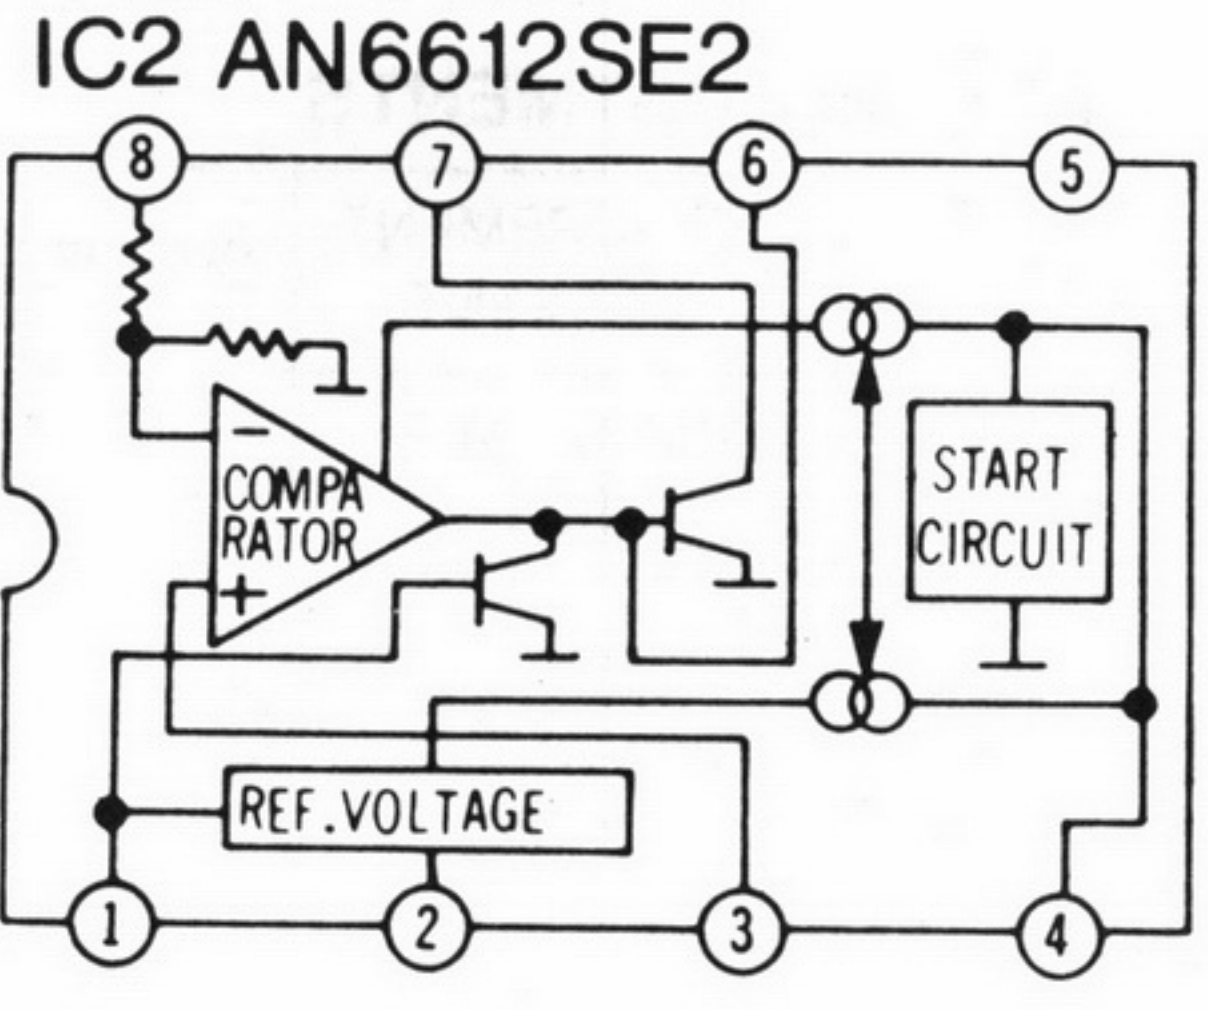 IC2 AN6612SE2
8 7 6 5
−
COMPA
RATOR
+
START
CIRCUIT
REF.VOLTAGE
1 2 3 4